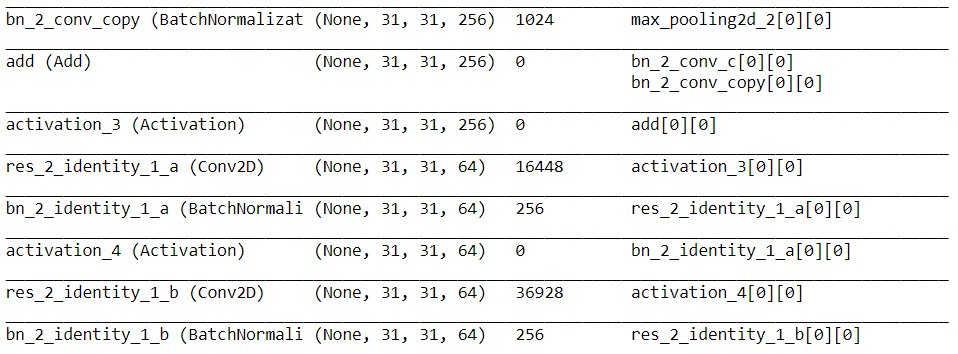 bn_2_conv_copy (BatchNormalizat (None, 31, 31, 256) 1024 max_pooling2d_2[0][0]
add (Add) (None, 31, 31, 256) 0 bn_2_conv_c[0][0]
bn_2_conv_copy[0][0]
activation_3 (Activation) (None, 31, 31, 256) 0 add[0][0]
res_2_identity_1_a (Conv2D) (None, 31, 31, 64) 16448 activation_3[0][0]
bn_2_identity_1_a (BatchNormali (None, 31, 31, 64) 256 res_2_identity_1_a[0][0]
activation_4 (Activation) (None, 31, 31, 64) 0 bn_2_identity_1_a[0][0]
res_2_identity_1_b (Conv2D) (None, 31, 31, 64) 36928 activation_4[0][0]
bn_2_identity_1_b (BatchNormali (None, 31, 31, 64) 256 res_2_identity_1_b[0][0]